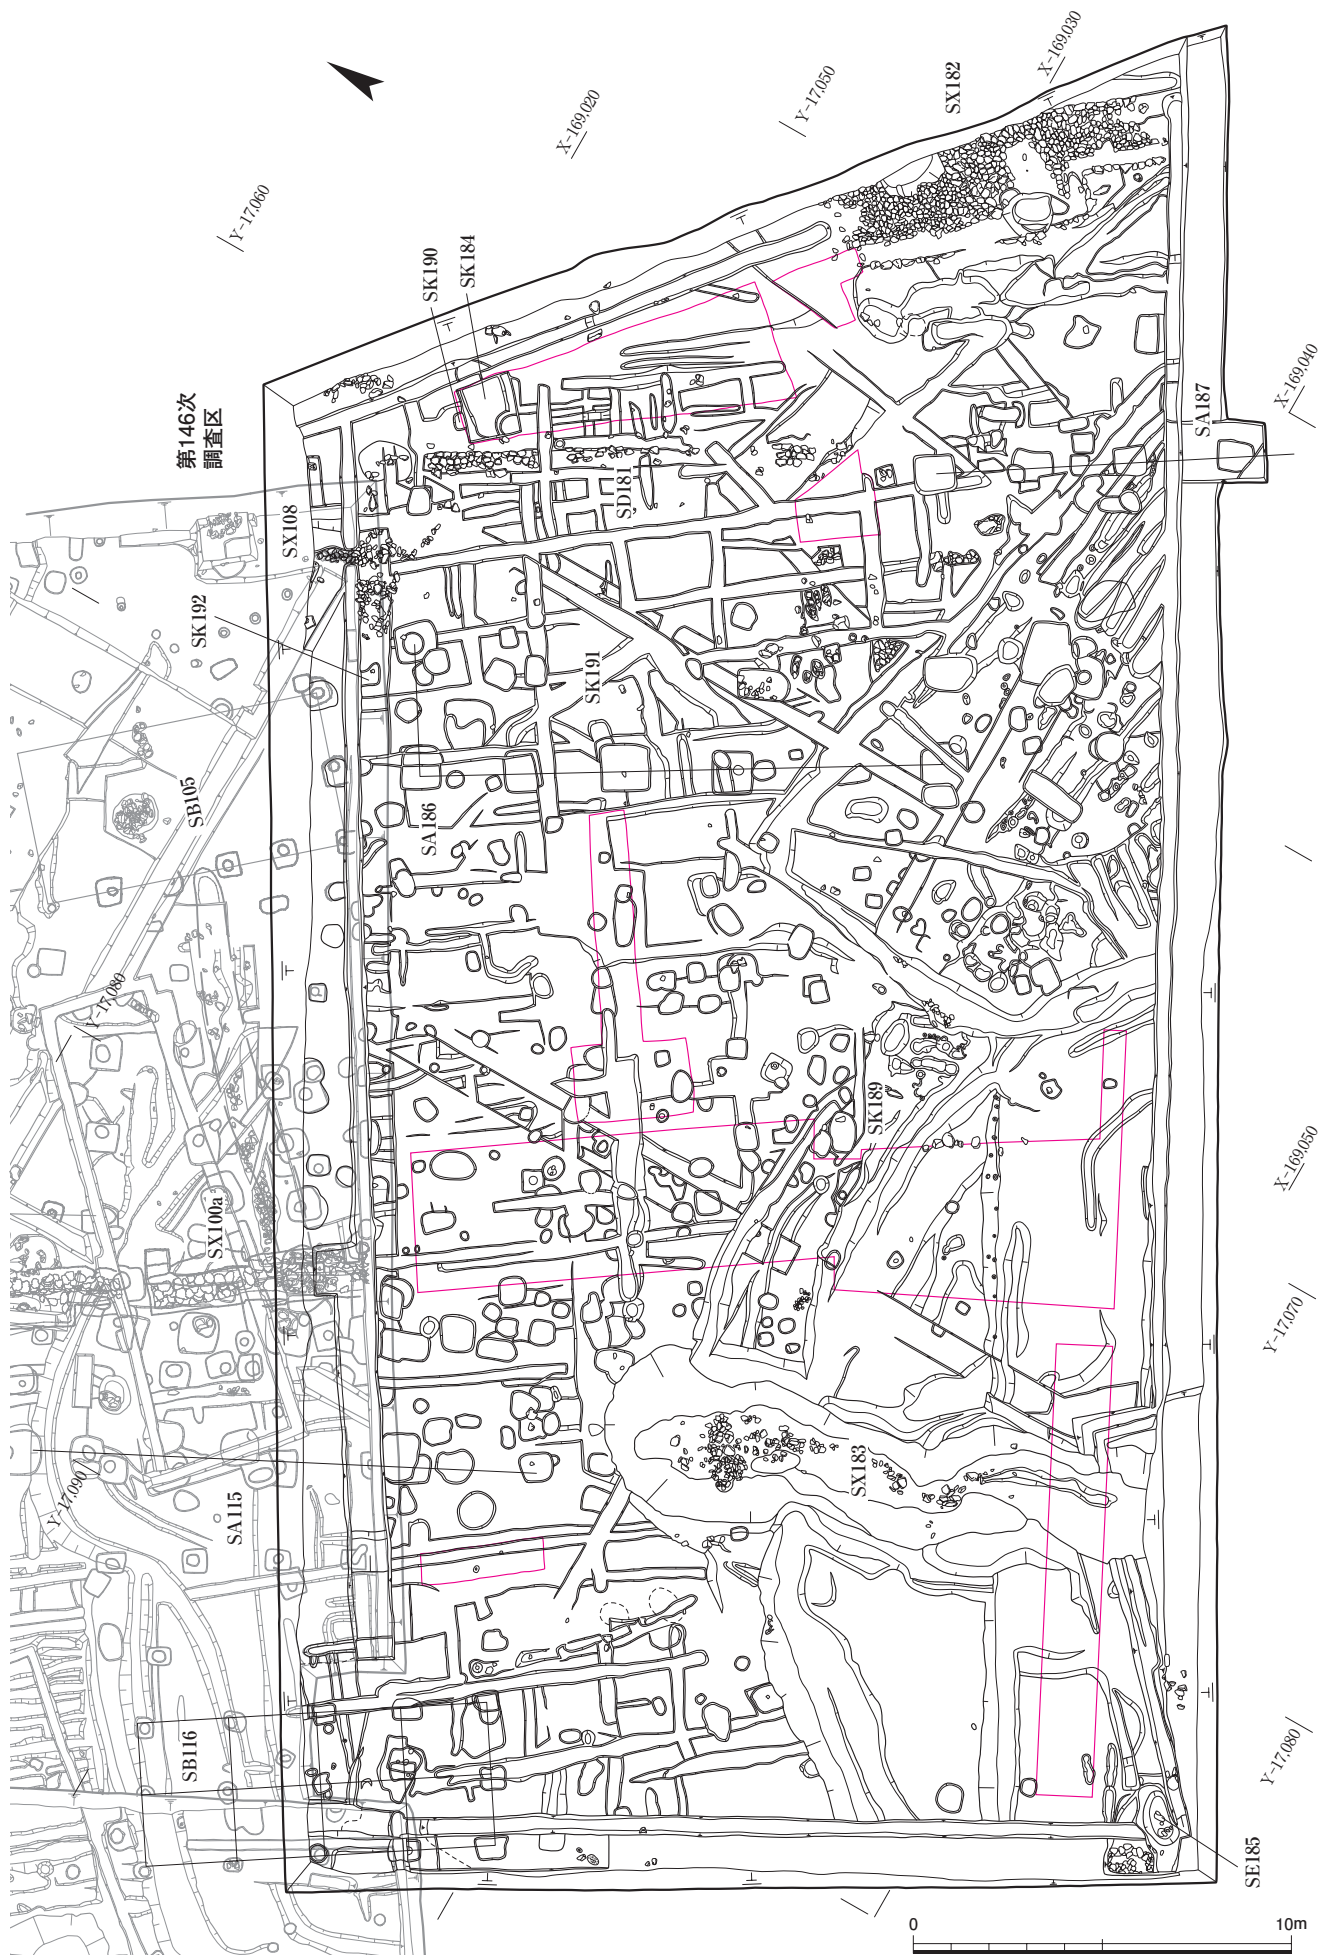 X-169,030
SX182
Y-17,050
X-169,020
Y-17,060
SK190
SK184
第146次
調査区
X-169,040
SA187
SX108
SD181
SK192
SK191
SB105
SA186
Y-17,080
SK189
X-169,050
SX100a
Y-17,070
SX183
Y-17,090
SA115
SB116
Y-17,080
SE185
0 10m